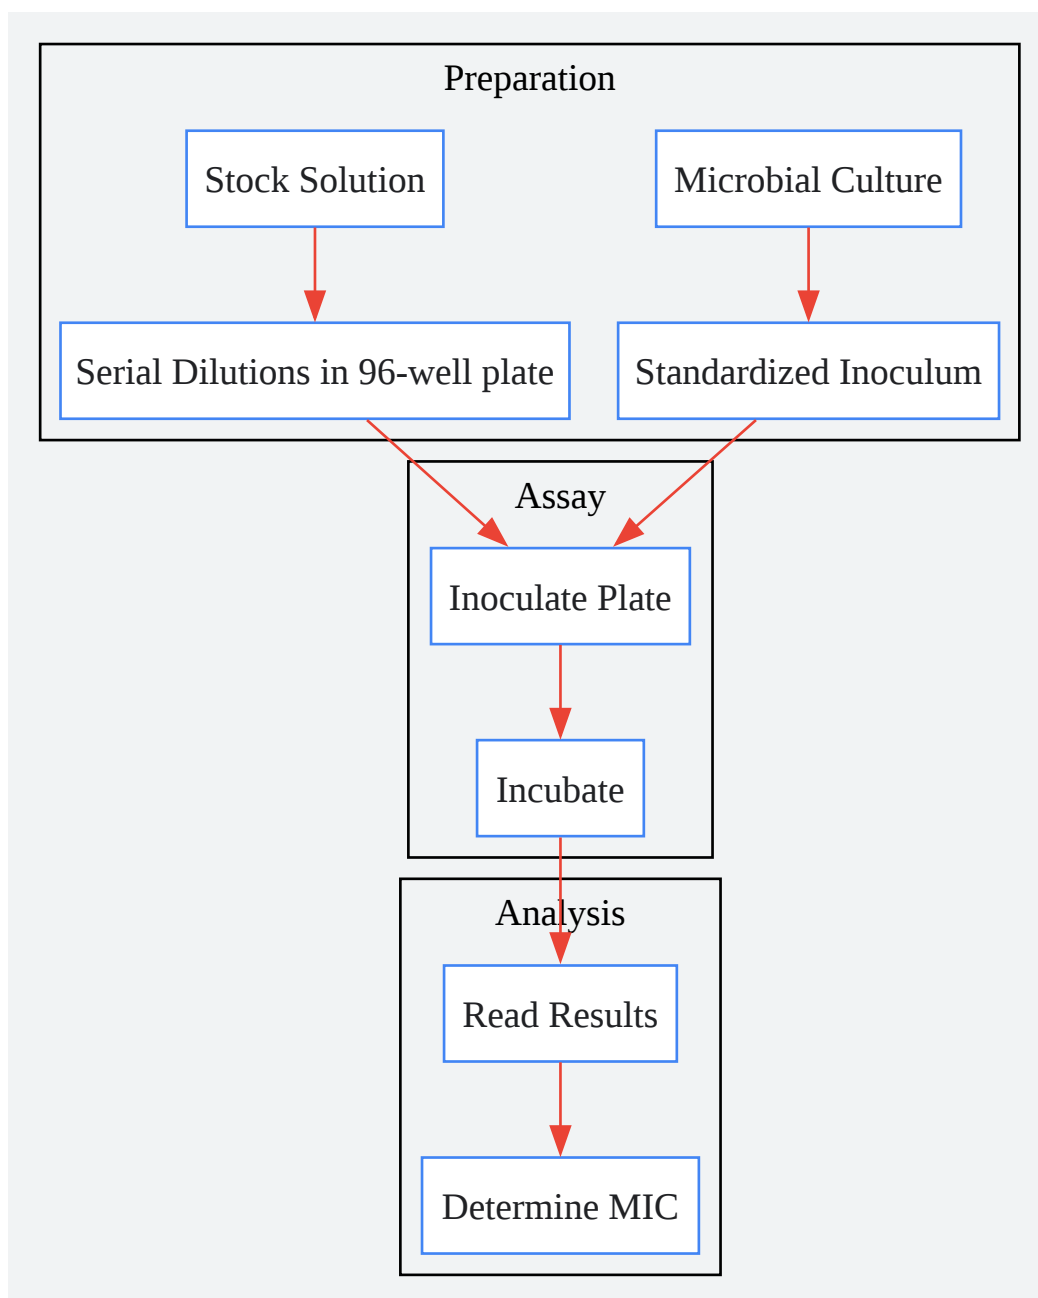 Preparation
Stock Solution
Microbial Culture
Serial Dilutions in 96-well plate
Standardized Inoculum
Assay
Inoculate Plate
Incubate
Analysis
Read Results
Determine MIC